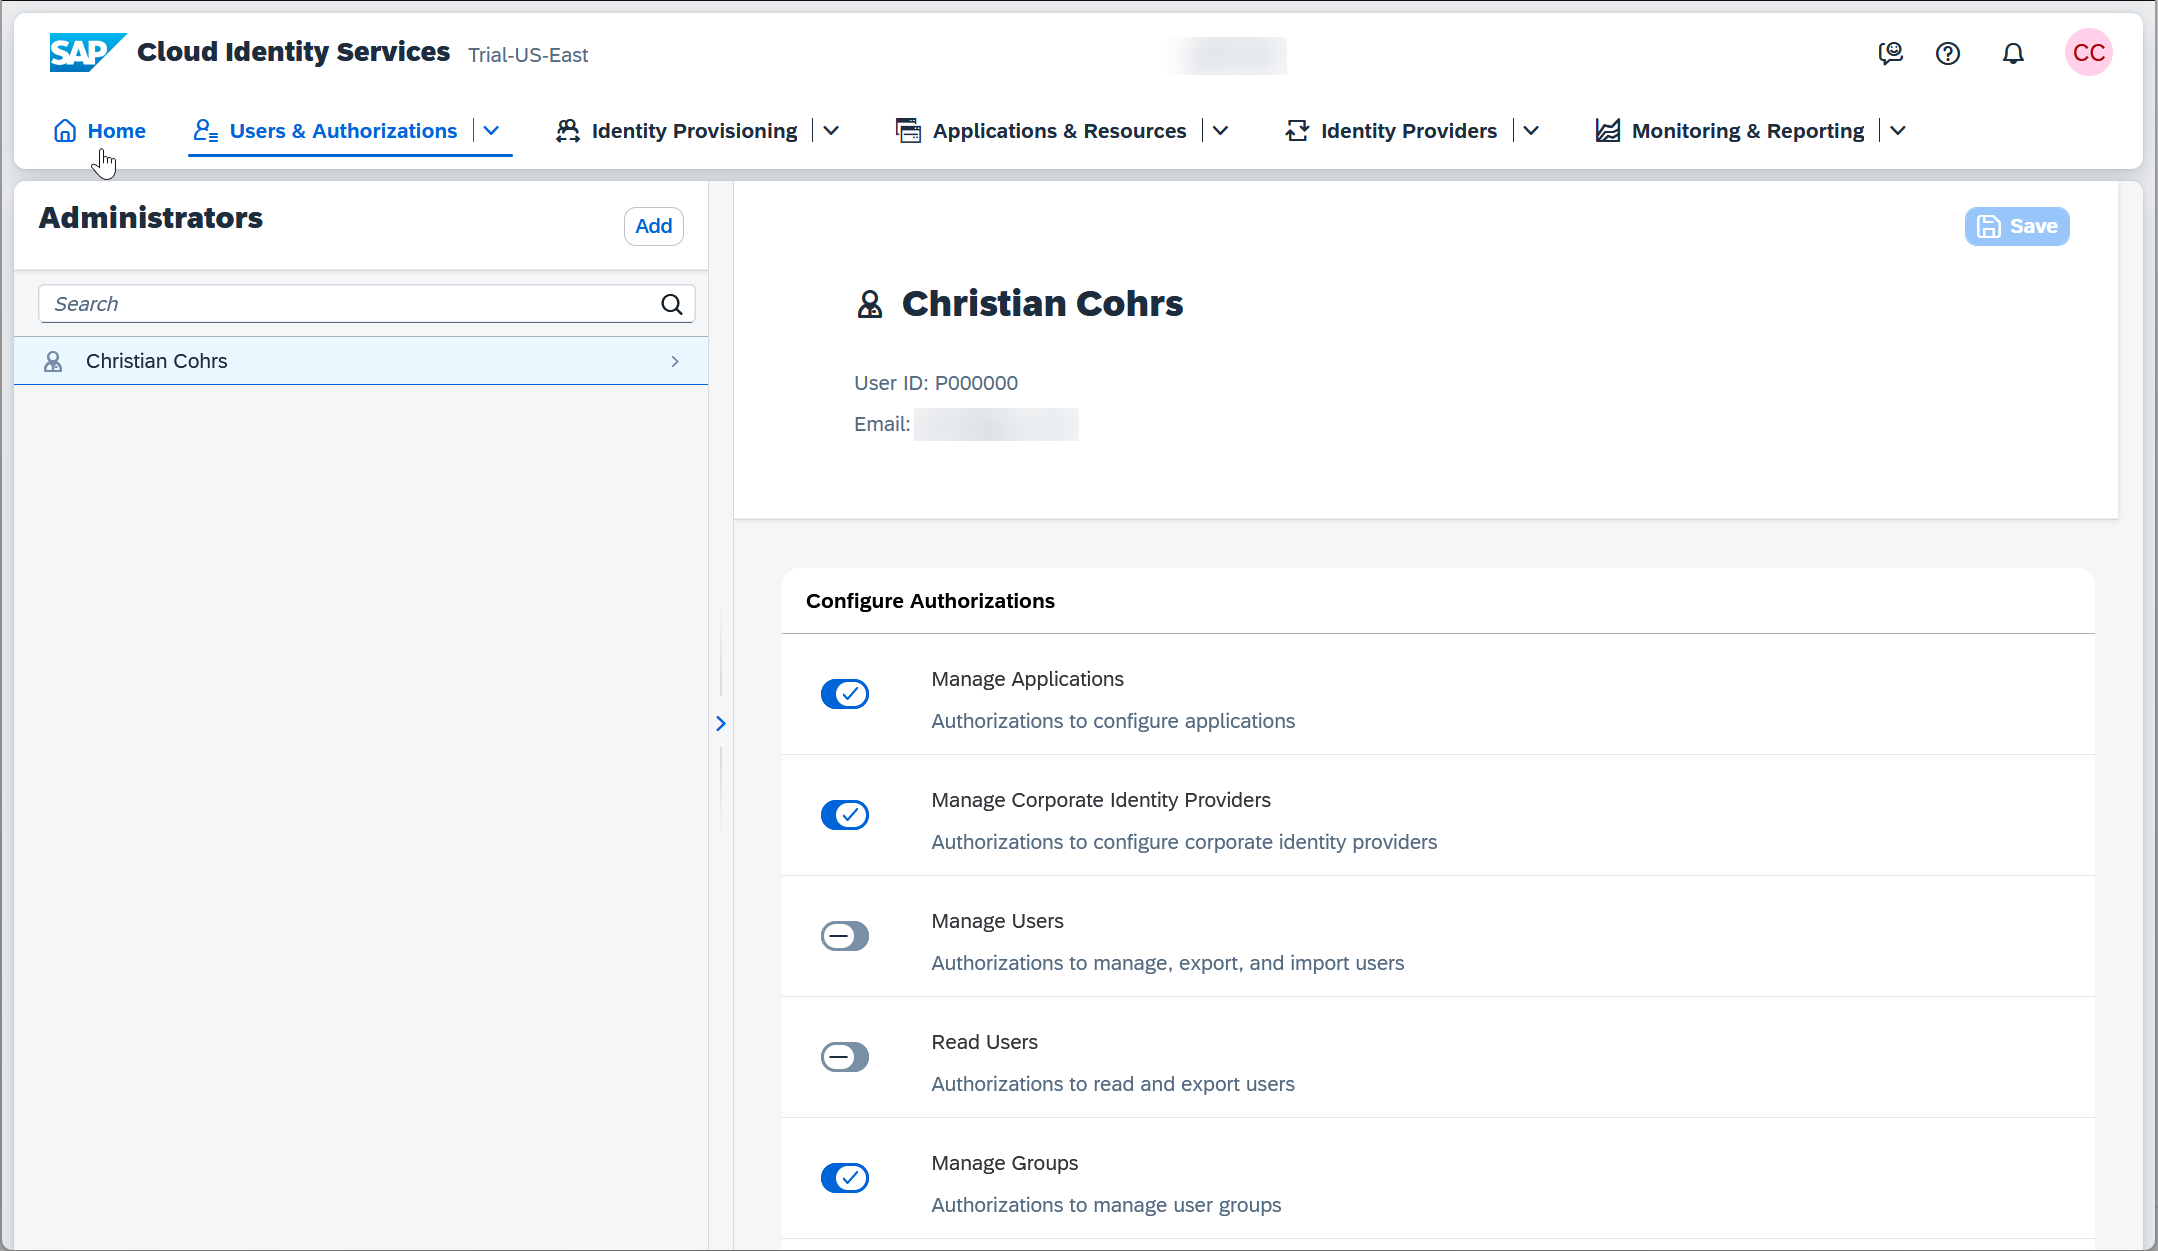 SAP Cloud Identity Services Trial-US-East
CC
Home Users & Authorizations Identity Provisioning Applications & Resources Identity Providers Monitoring & Reporting
Administrators
Add
Search
Christian Cohrs
Save
Christian Cohrs
User ID: P000000
Email:
Configure Authorizations
Manage Applications
Authorizations to configure applications
Manage Corporate Identity Providers
Authorizations to configure corporate identity providers
Manage Users
Authorizations to manage, export, and import users
Read Users
Authorizations to read and export users
Manage Groups
Authorizations to manage user groups